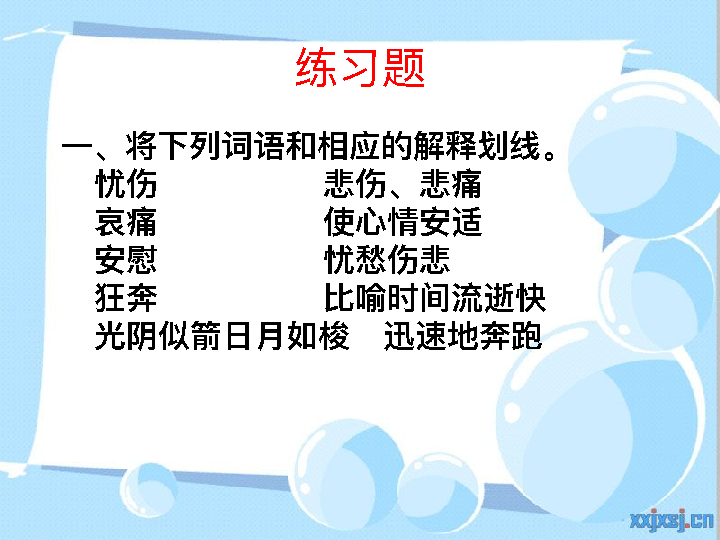 练习题
一、将下列词语和相应的解释划线。
忧伤 悲伤、悲痛
哀痛 使心情安适
安慰 忧愁伤悲
狂奔 比喻时间流逝快
光阴似箭日月如梭 迅速地奔跑
xxjxsj.cn